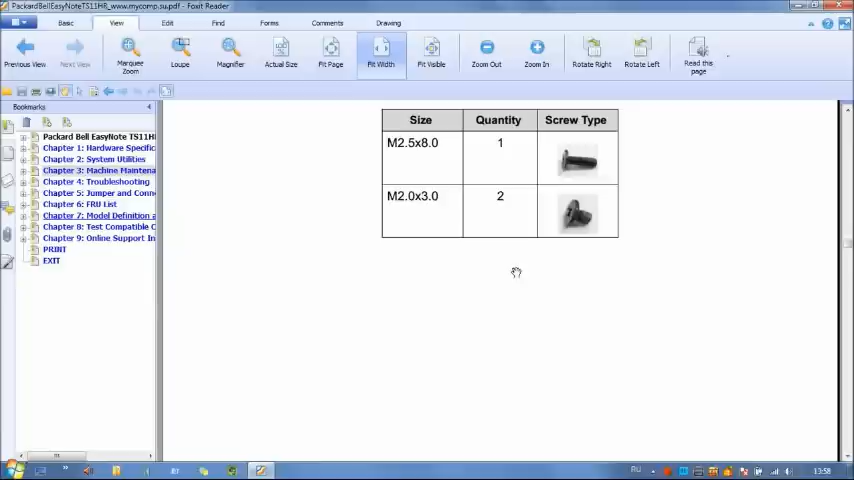 PackardBellEasyNoteTS11HR_www.mycomp.su.pdf - Foxit Reader
Basic View Edit Find Forms Comments Drawing
Previous View Next View Marquee Zoom Loupe Magnifier Actual Size Fit Page Fit Width Fit Visible Zoom Out Zoom In Rotate Right Rotate Left Read this page
Bookmarks
Packard Bell EasyNote TS11HI
Chapter 1: Hardware Specific
Chapter 2: System Utilities
Chapter 3: Machine Maintena
Chapter 4: Troubleshooting
Chapter 5: Jumper and Conne
Chapter 6: FRU List
Chapter 7: Model Definition a
Chapter 8: Test Compatible C
Chapter 9: Online Support In
PRINT
EXIT
Size Quantity Screw Type
M2.5x8.0 1
M2.0x3.0 2
RU 13:58